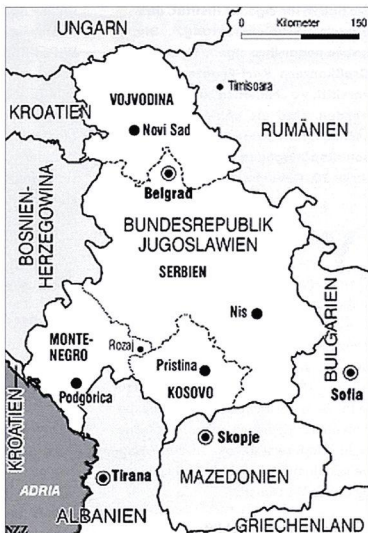 UNGARN
0 Kilometer 150
VOJVODINA
Timisoara
KROATIEN
Novi Sad
RUMÄNIEN
Belgrad
BOSNIEN-
HERZEGOWINA
BUNDESREPUBLIK
JUGOSLAWIEN
SERBIEN
Nis
BULGARIEN
MONTE-
NEGRO
Rozaj
Pristina
KOSOVO
Sofia
Podgorica
KROATIEN
Skopje
Tirana
MAZEDONIEN
ADRIA
ALBANIEN
GRIECHENLAND